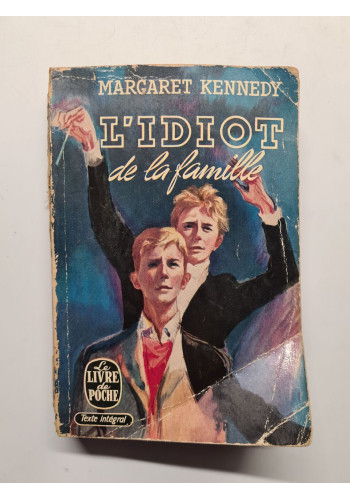 MARGARET KENNEDY
L'IDIOT
de la famille
Le
LIVRE
de
POCHE
Texte intégral